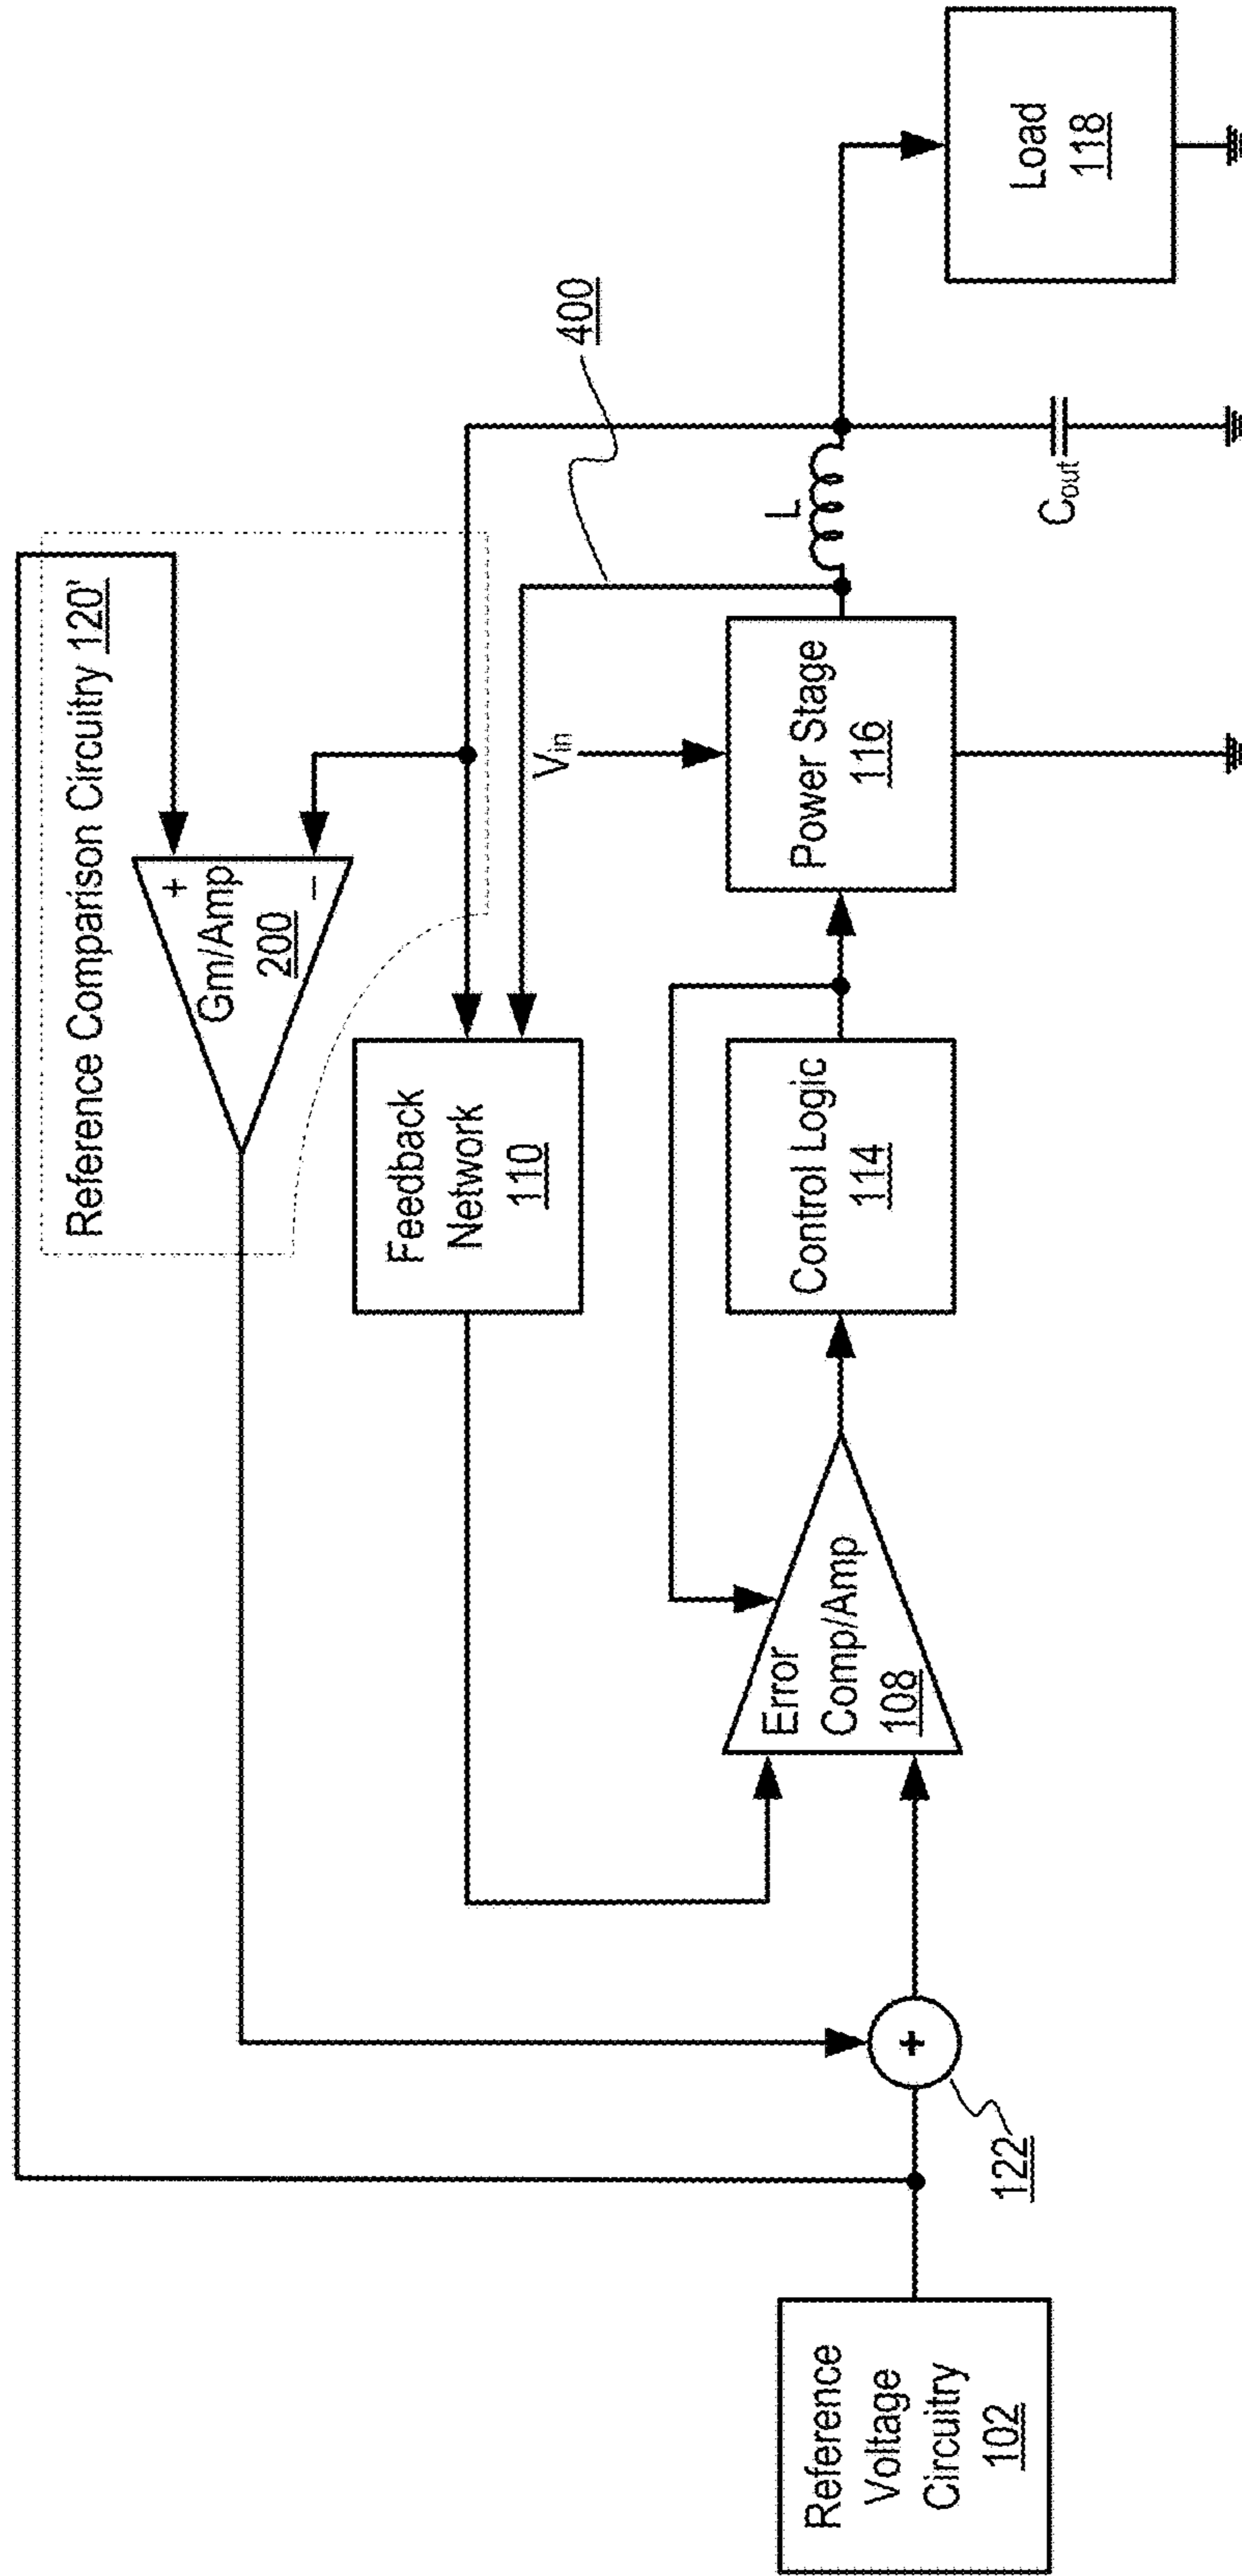 Reference Comparison Circuitry 120'
+
Gm/Amp
200
−
400
Feedback
Network
110
Vin
L
Cout
Load
118
Power Stage
116
Control Logic
114
Error
Comp/Amp
108
+
122
Reference
Voltage
Circuitry
102